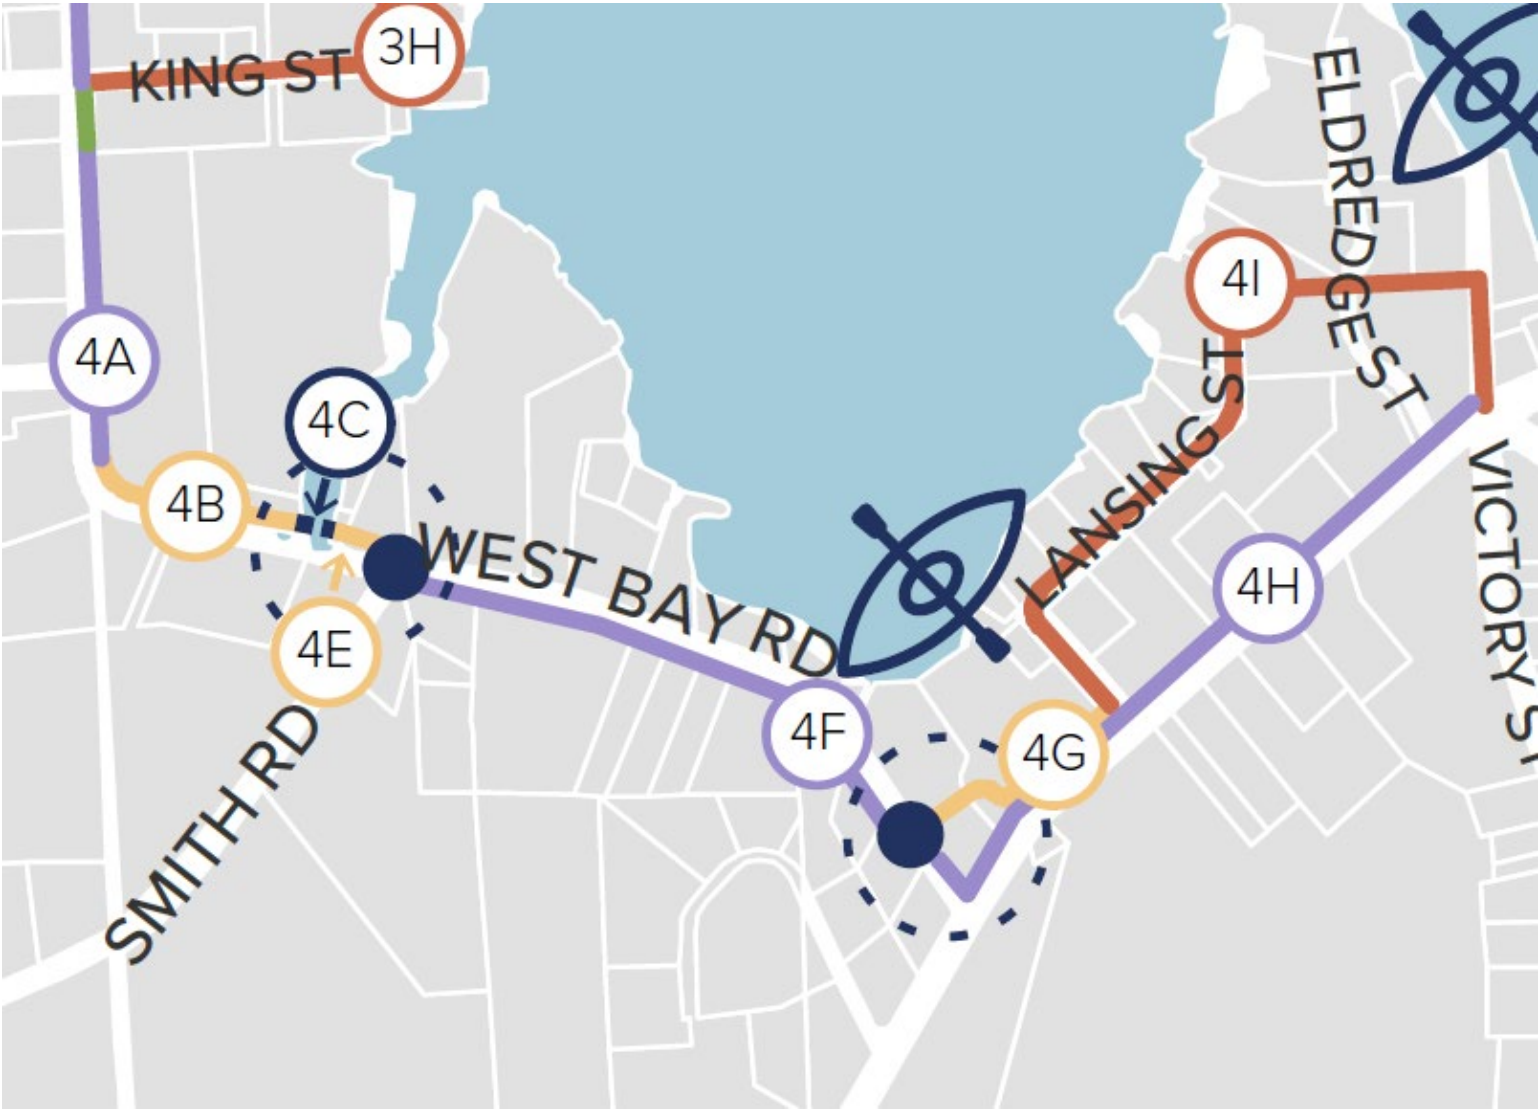 3H
KING ST
ELDREDGE ST
4I
4A
4C
LANSING ST
4B
WEST BAY RD
4H
VICTORY ST
4E
4F
4G
SMITH RD